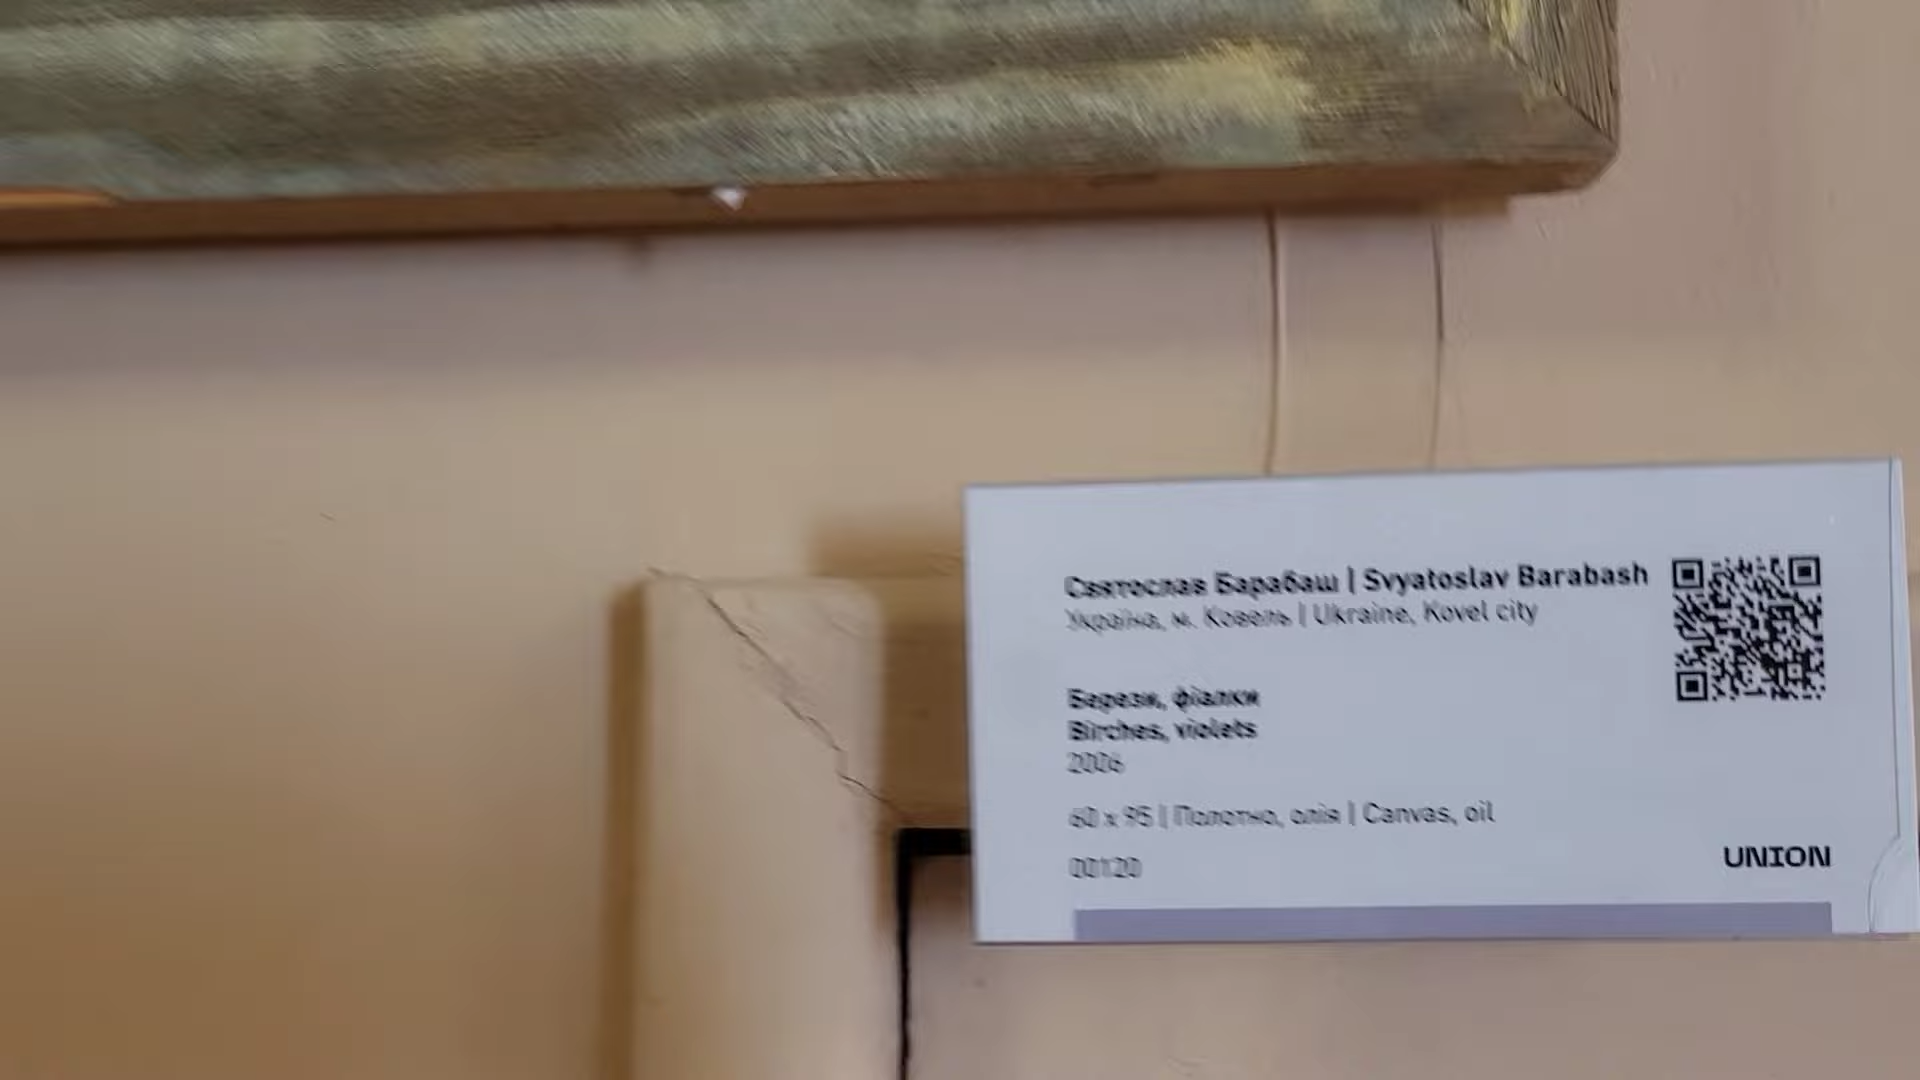 Святослав Барабаш | Svyatoslav Barabash
Україна, м. Ковель | Ukraine, Kovel city
Берези, фіалки
Birches, violets
2006
60 x 95 | Полотно, олія | Canvas, oil
00120
UNION